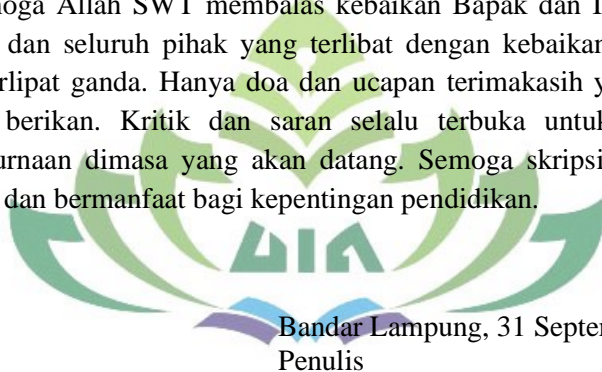 moga Allah SWT membalas kebaikan Bapak dan
dan seluruh pihak yang terlibat dengan kebaikan
rlipat ganda. Hanya doa dan ucapan terimakasih
berikan. Kritik dan saran selalu terbuka untuk
urnaan dimasa yang akan datang. Semoga skripsi
dan bermanfaat bagi kepentingan pendidikan.
UIN
Bandar Lampung, 31 Septe
Penulis